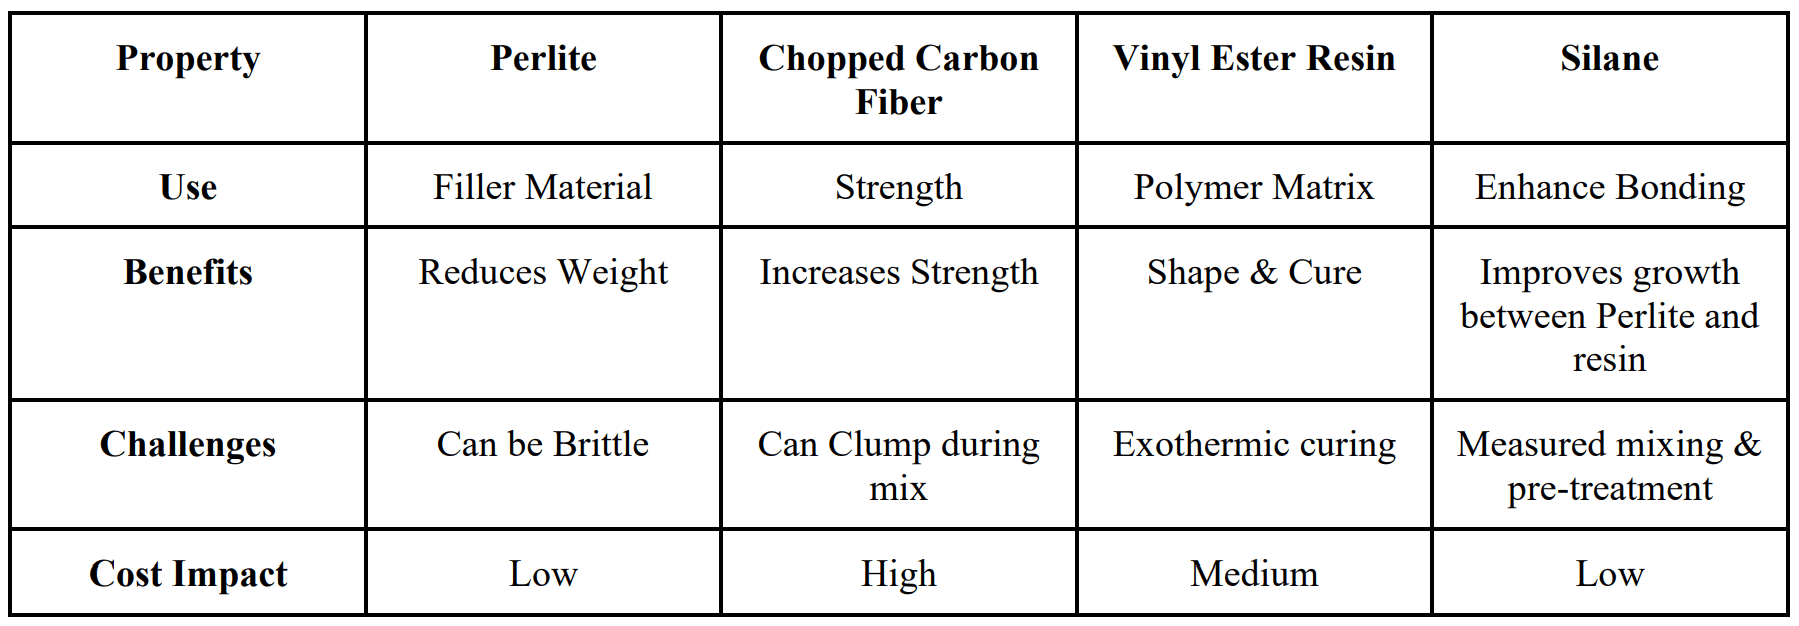 Property Perlite Chopped Carbon Fiber Vinyl Ester Resin Silane
Use Filler Material Strength Polymer Matrix Enhance Bonding
Benefits Reduces Weight Increases Strength Shape & Cure Improves growth between Perlite and resin
Challenges Can be Brittle Can Clump during mix Exothermic curing Measured mixing & pre-treatment
Cost Impact Low High Medium Low